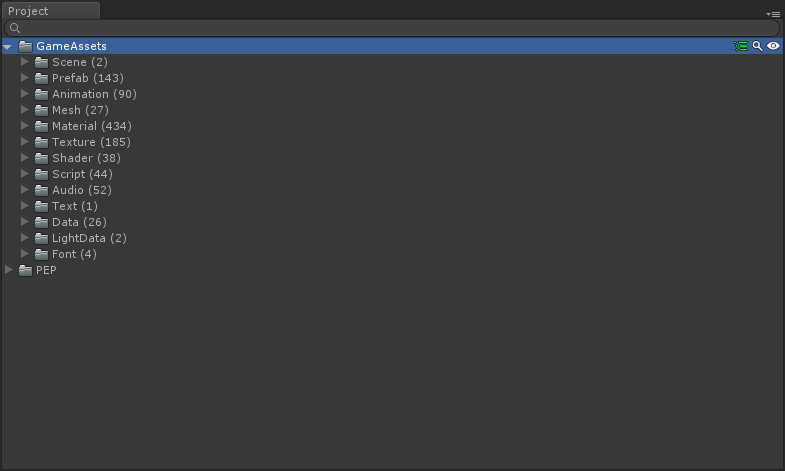 Project
GameAssets
Scene (2)
Prefab (143)
Animation (90)
Mesh (27)
Material (434)
Texture (185)
Shader (38)
Script (44)
Audio (52)
Text (1)
Data (26)
LightData (2)
Font (4)
PEP